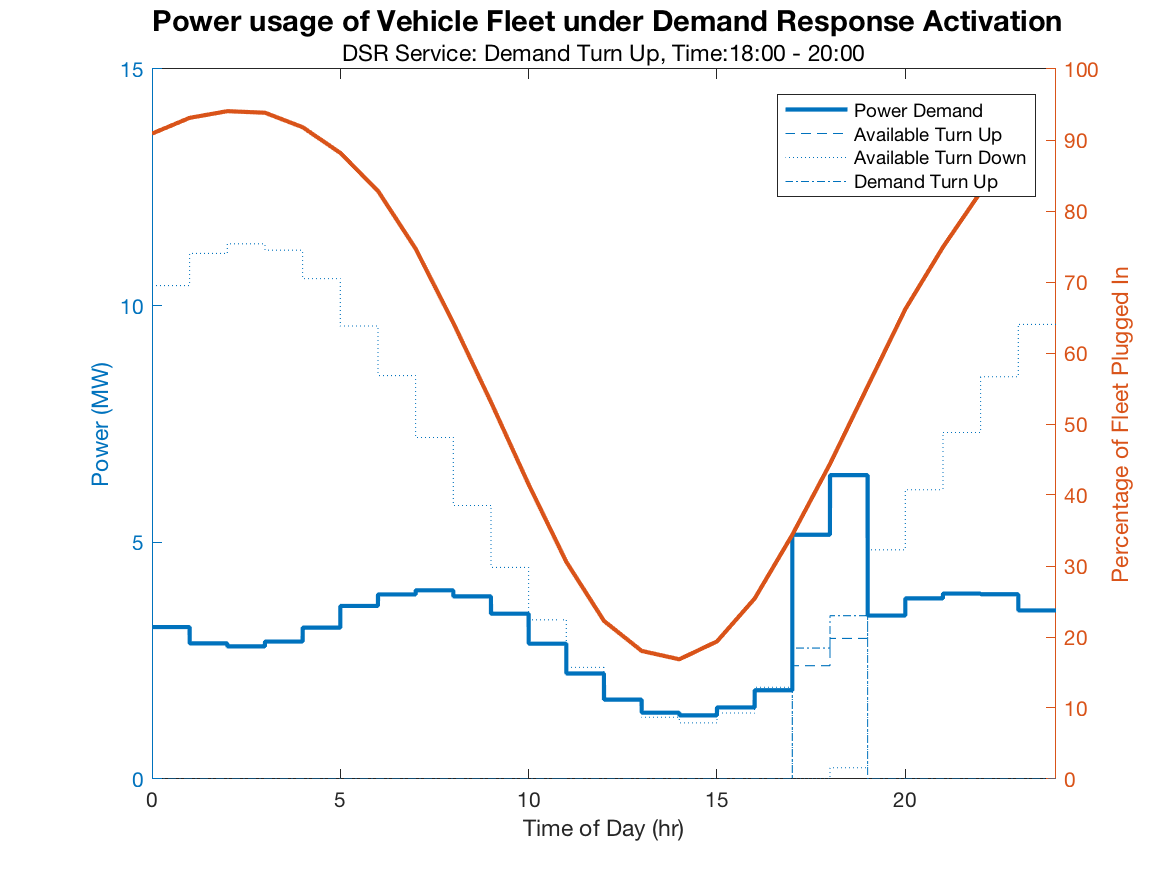 Power usage of Vehicle Fleet under Demand Response Activation
DSR Service: Demand Turn Up, Time:18:00 - 20:00
Power Demand
Available Turn Up
Available Turn Down
Demand Turn Up
15
10
5
0
Power (MW)
100
90
80
70
60
50
40
30
20
10
0
Percentage of Fleet Plugged In
0
5
10
15
20
Time of Day (hr)